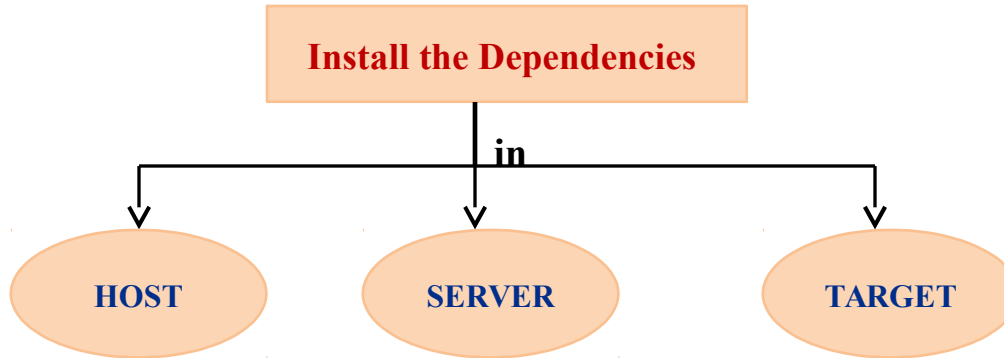 Install the Dependencies
in
HOST
SERVER
TARGET